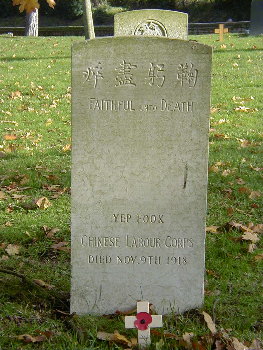 鞠躬盡瘁
FAITHFUL UNTO DEATH
YEP FOOK
CHINESE LABOUR CORPS
DIED NOV. 9TH 1918